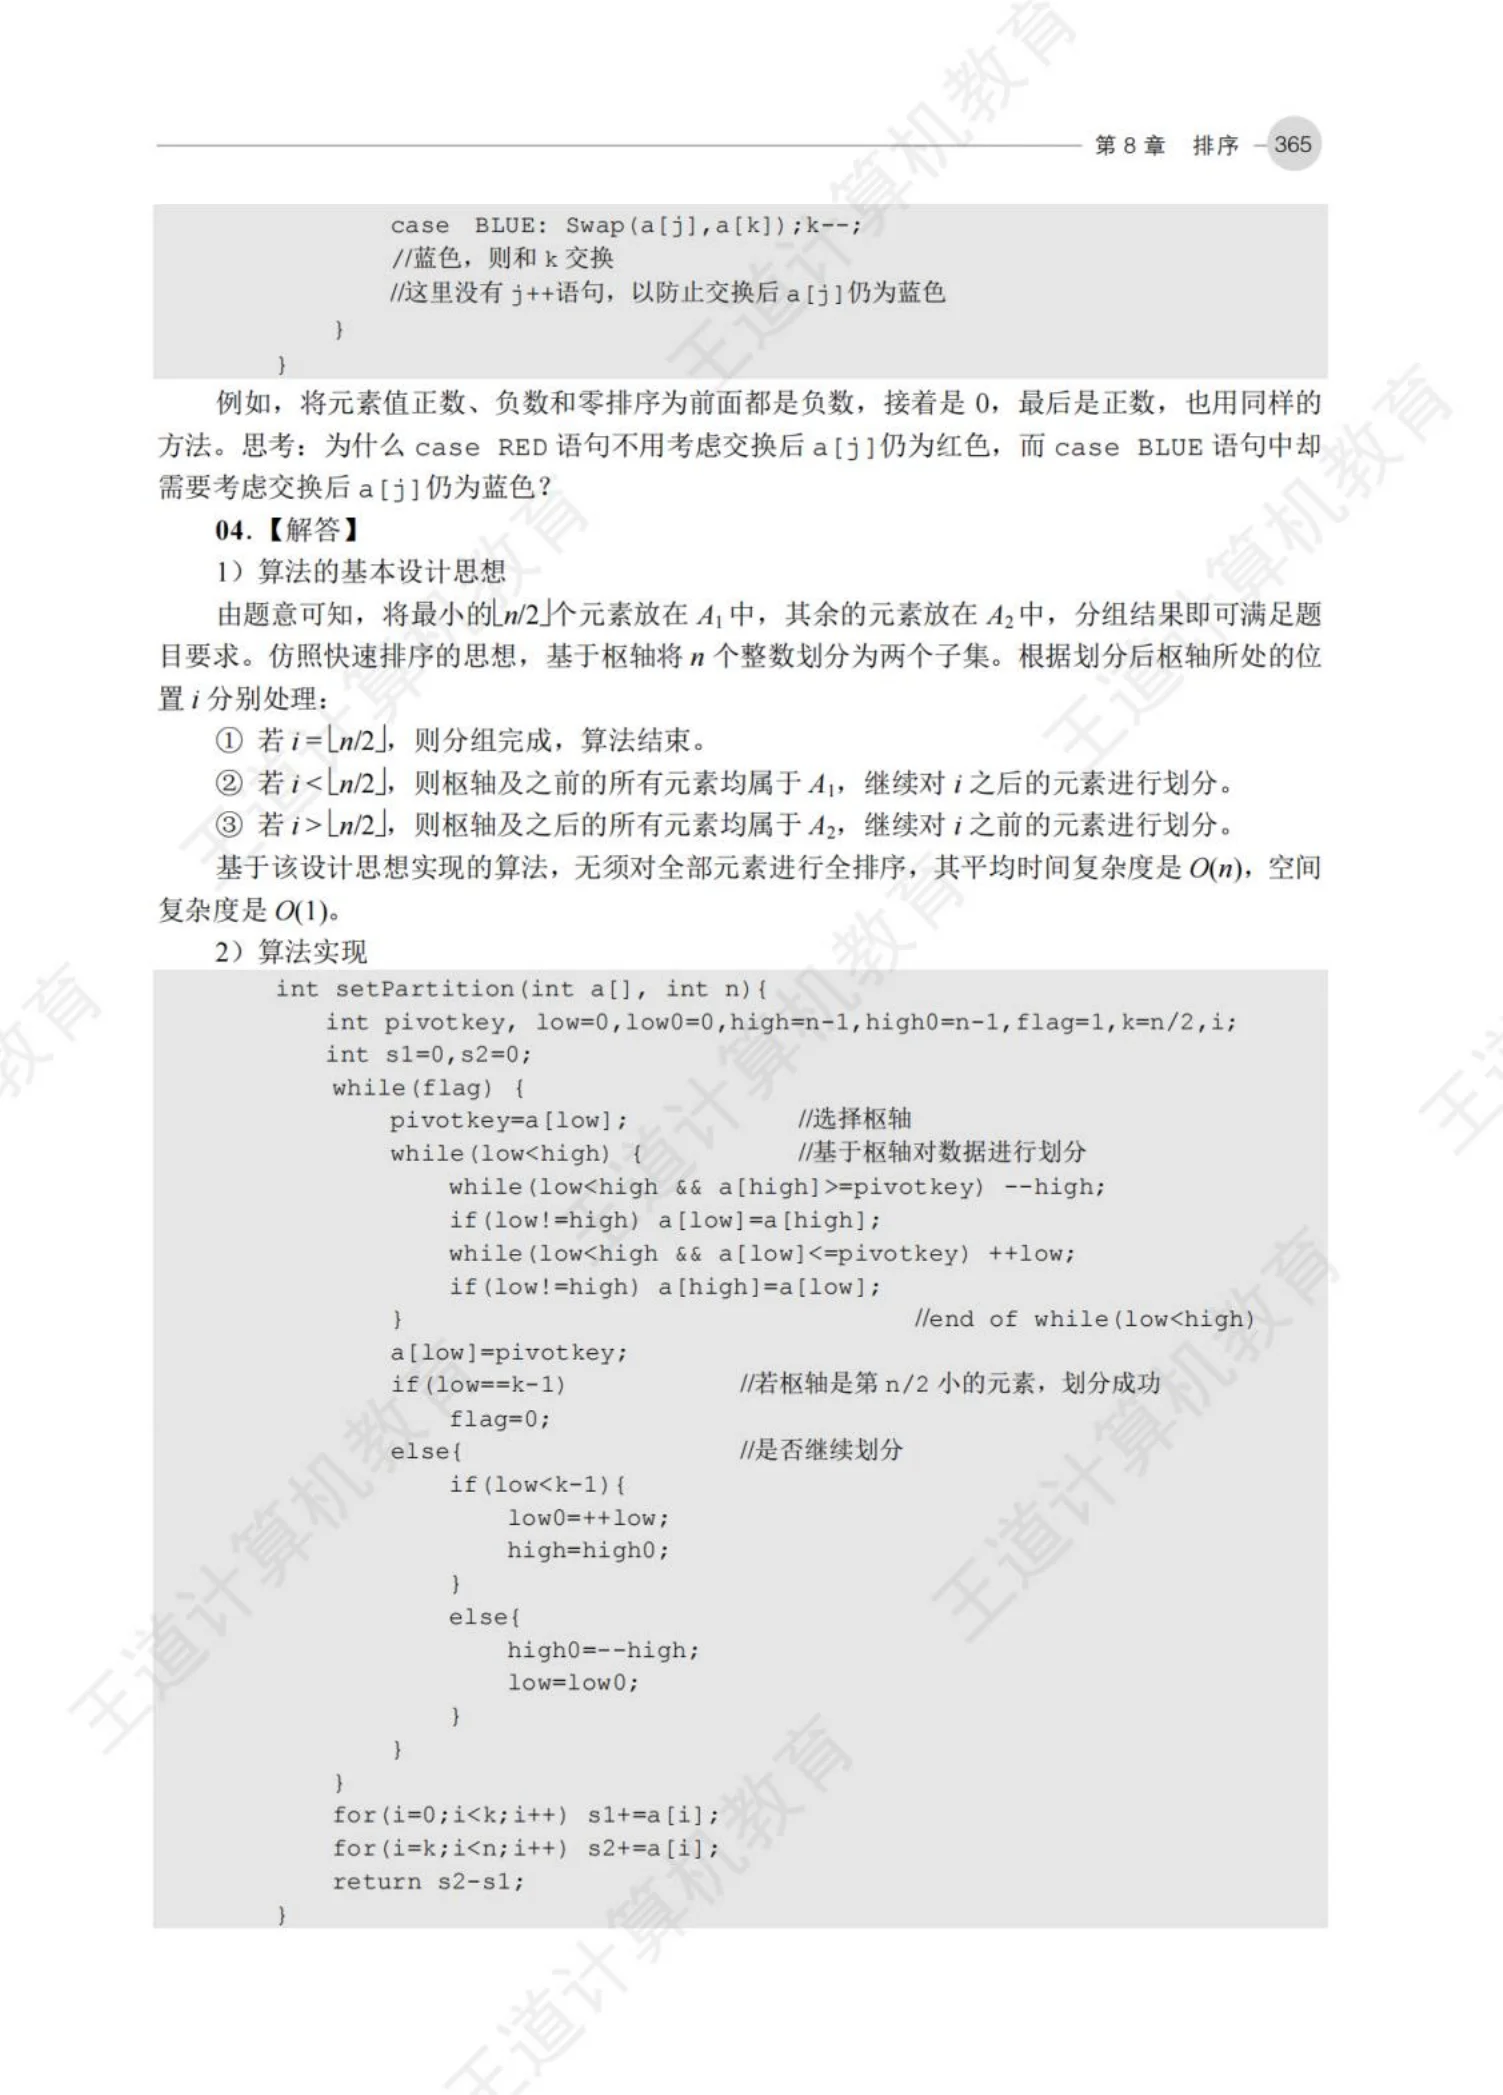 第 8 章 排序 365
case BLUE: Swap(a[j],a[k]);k--;
//蓝色，则和 k 交换
//这里没有 j++语句，以防止交换后 a[j]仍为蓝色
}
}
例如，将元素值正数、负数和零排序为前面都是负数，接着是 0，最后是正数，也用同样的
方法。思考：为什么 case RED 语句不用考虑交换后 a[j]仍为红色，而 case BLUE 语句中却
需要考虑交换后 a[j]仍为蓝色？
04.【解答】
1）算法的基本设计思想
由题意可知，将最小的⌊n/2⌋个元素放在 A₁ 中，其余的元素放在 A₂ 中，分组结果即可满足题
目要求。仿照快速排序的思想，基于枢轴将 n 个整数划分为两个子集。根据划分后枢轴所处的位
置 i 分别处理：
① 若 i =⌊n/2⌋，则分组完成，算法结束。
② 若 i <⌊n/2⌋，则枢轴及之前的所有元素均属于 A₁，继续对 i 之后的元素进行划分。
③ 若 i >⌊n/2⌋，则枢轴及之后的所有元素均属于 A₂，继续对 i 之前的元素进行划分。
基于该设计思想实现的算法，无须对全部元素进行全排序，其平均时间复杂度是 O(n)，空间
复杂度是 O(1)。
2）算法实现
int setPartition(int a[], int n){
int pivotkey, low=0,low0=0,high=n-1,high0=n-1,flag=1,k=n/2,i;
int s1=0,s2=0;
while(flag) {
pivotkey=a[low]; //选择枢轴
while(low<high) { //基于枢轴对数据进行划分
while(low<high && a[high]>=pivotkey) --high;
if(low!=high) a[low]=a[high];
while(low<high && a[low]<=pivotkey) ++low;
if(low!=high) a[high]=a[low];
} //end of while(low<high)
a[low]=pivotkey;
if(low==k-1) //若枢轴是第 n/2 小的元素，划分成功
flag=0;
else{ //是否继续划分
if(low<k-1){
low0=++low;
high=high0;
}
else{
high0=--high;
low=low0;
}
}
}
for(i=0;i<k;i++) s1+=a[i];
for(i=k;i<n;i++) s2+=a[i];
return s2-s1;
}